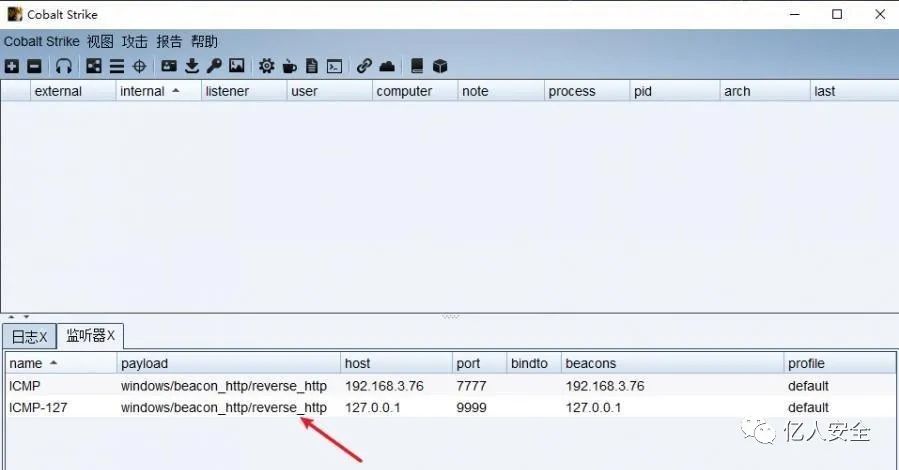 Cobalt Strike
Cobalt Strike 视图 攻击 报告 帮助
external internal listener user computer note process pid arch last
日志X 监听器X
name payload host port bindto beacons profile
ICMP windows/beacon_http/reverse_http 192.168.3.76 7777 192.168.3.76 default
ICMP-127 windows/beacon_http/reverse_http 127.0.0.1 9999 127.0.0.1 default
亿人安全